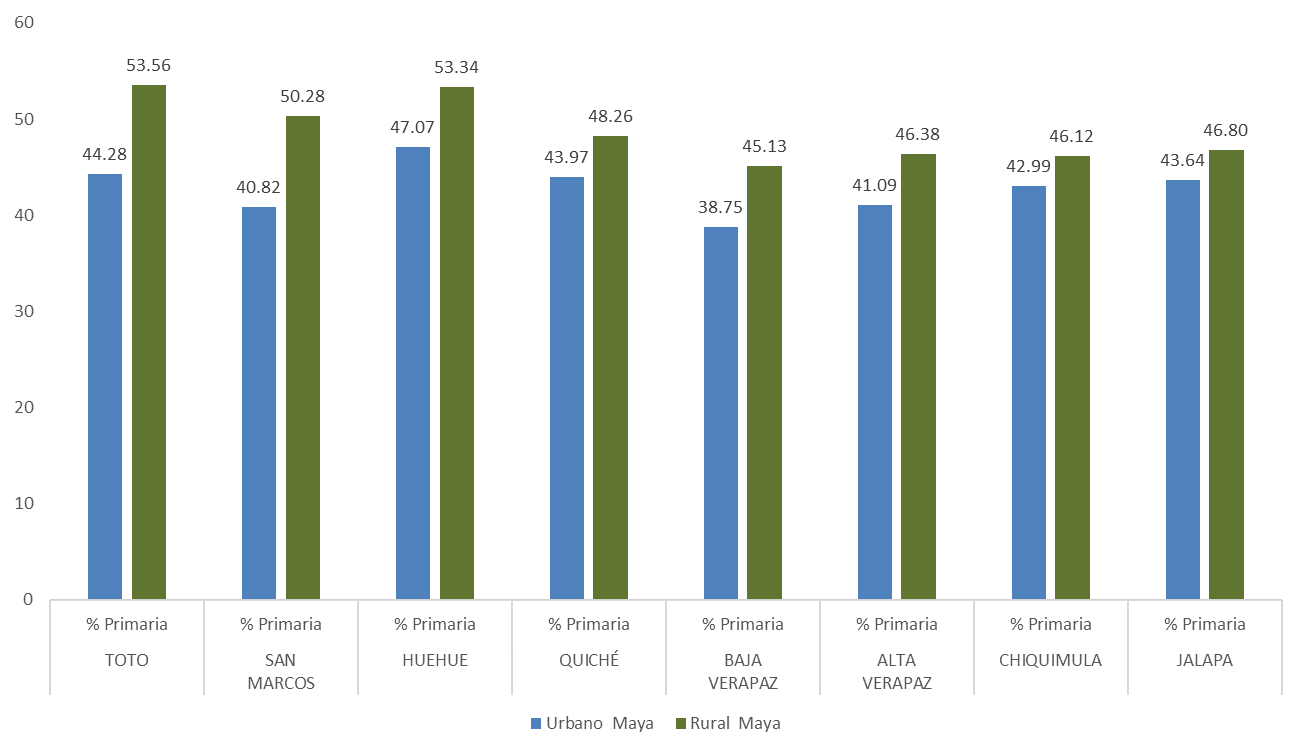 60
50
40
30
20
10
0
44.28
53.56
40.82
50.28
47.07
53.34
43.97
48.26
38.75
45.13
41.09
46.38
42.99
46.12
43.64
46.80
% Primaria
% Primaria
% Primaria
% Primaria
% Primaria
% Primaria
% Primaria
% Primaria
TOTO
SAN
MARCOS
HUEHUE
QUICHÉ
BAJA
VERAPAZ
ALTA
VERAPAZ
CHIQUIMULA
JALAPA
Urbano Maya
Rural Maya